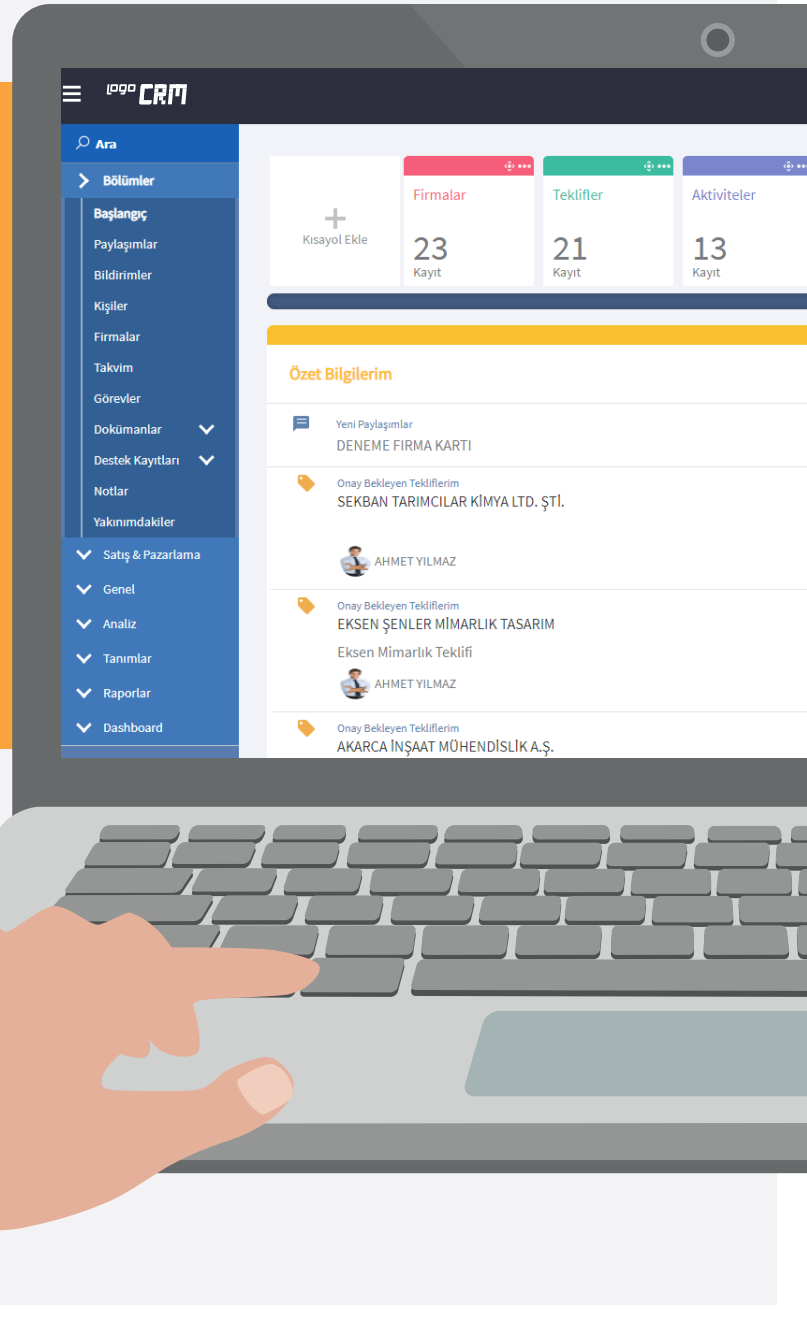 logo CRM
Ara
Bölümler
Başlangıç
Paylaşımlar
Bildirimler
Kişiler
Firmalar
Takvim
Görevler
Dokümanlar
Destek Kayıtları
Notlar
Yakınımdakiler
Satış & Pazarlama
Genel
Analiz
Tanımlar
Raporlar
Dashboard
Kısayol Ekle
Firmalar
23
Kayıt
Teklifler
21
Kayıt
Aktiviteler
13
Kayıt
Özet Bilgilerim
Yeni Paylaşımlar
DENEME FIRMA KARTI
Onay Bekleyen Tekliflerim
SEKBAN TARIMCILAR KİMYA LTD. ŞTİ.
AHMET YILMAZ
Onay Bekleyen Tekliflerim
EKSEN ŞENLER MİMARLIK TASARIM
Eksen Mimarlık Teklifi
AHMET YILMAZ
Onay Bekleyen Tekliflerim
AKARCA İNŞAAT MÜHENDİSLİK A.Ş.